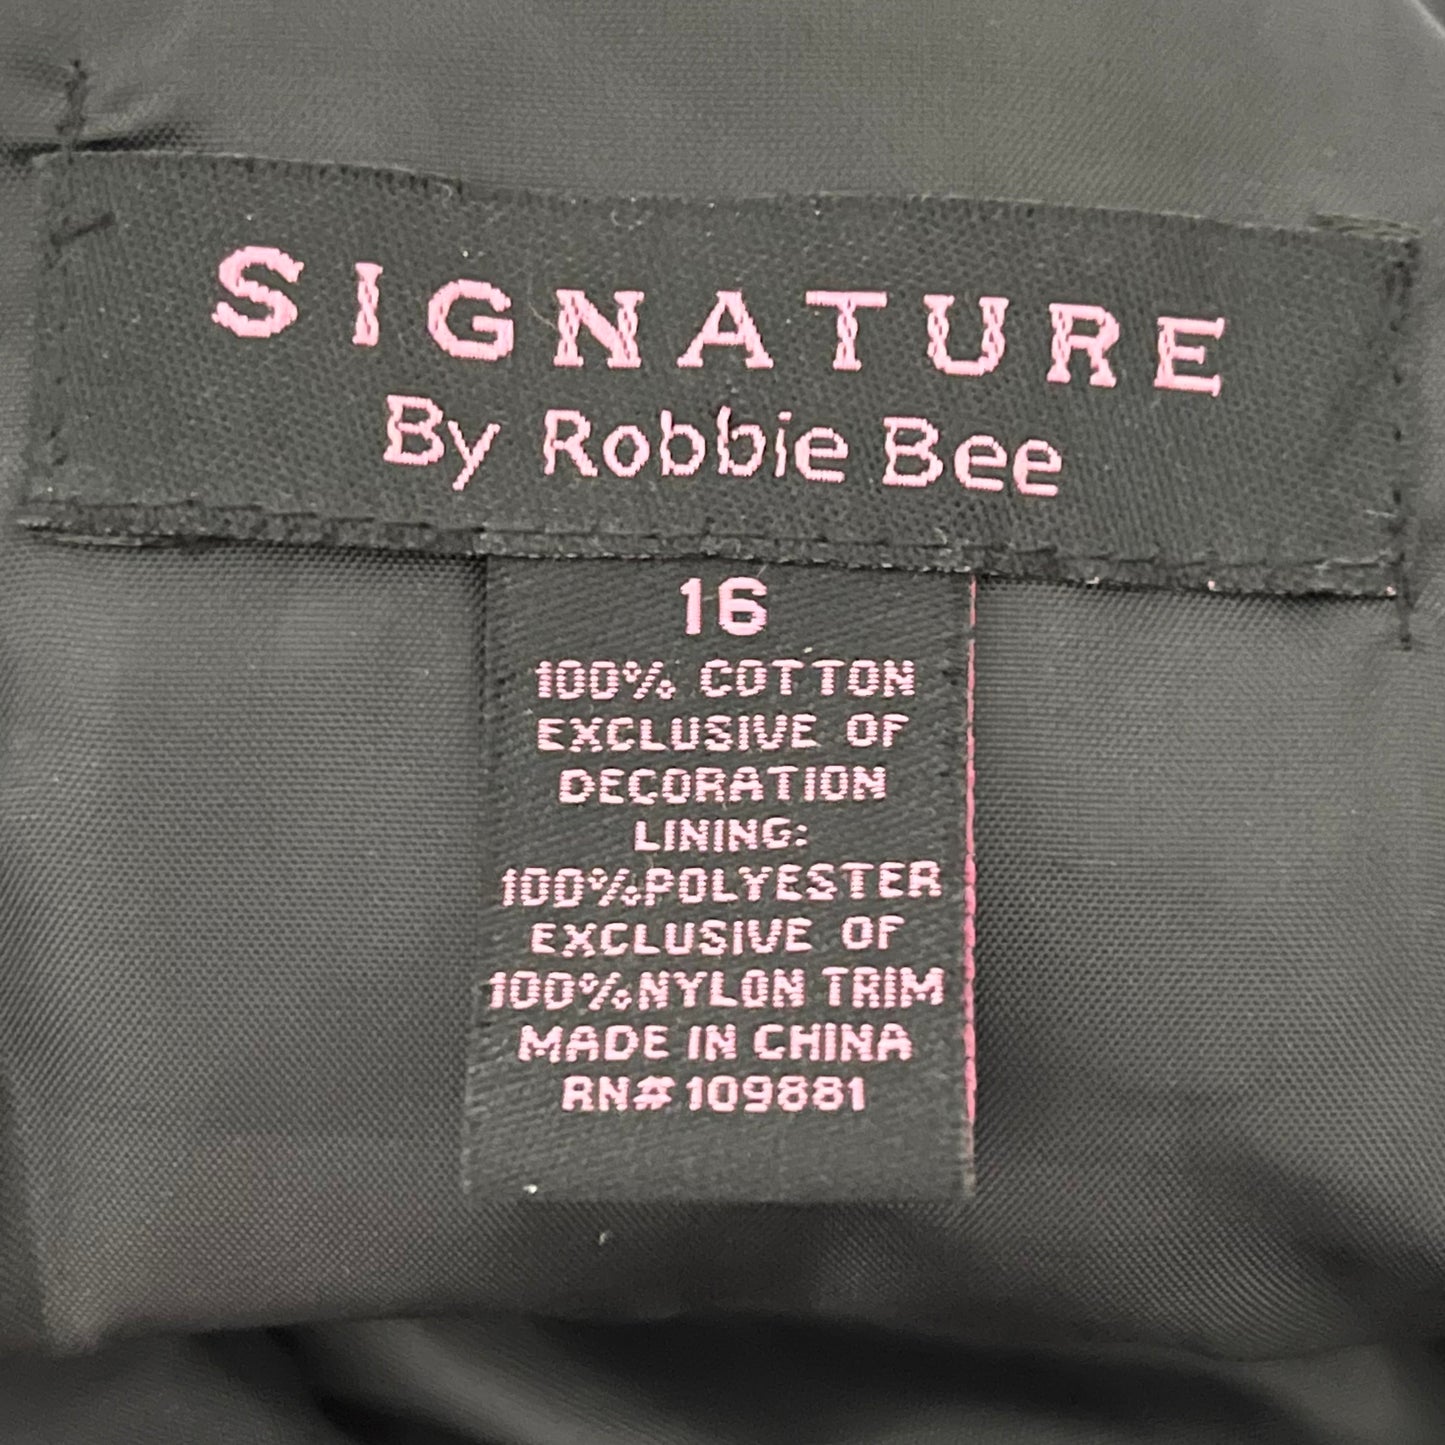 SIGNATURE
By Robbie Bee
16
100% COTTON
EXCLUSIVE OF
DECORATION
LINING:
100%POLYESTER
EXCLUSIVE OF
100%NYLON TRIM
MADE IN CHINA
RN#109881